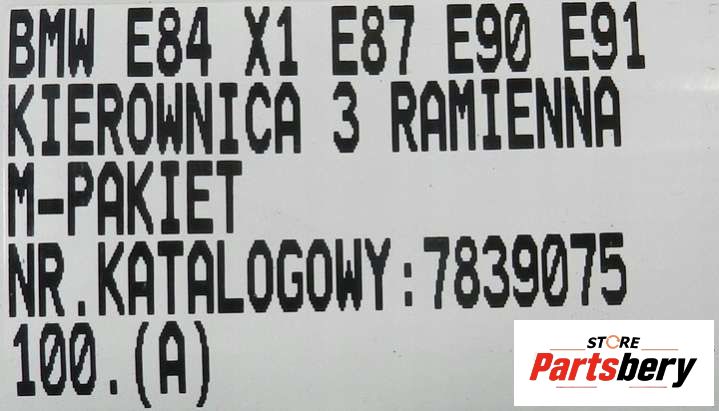 BMW E84 X1 E87 E90 E91
KIEROWNICA 3 RAMIENNA
M-PAKIET
NR.KATALOGOWY:7839075
100.(A)
STORE
Partsbery